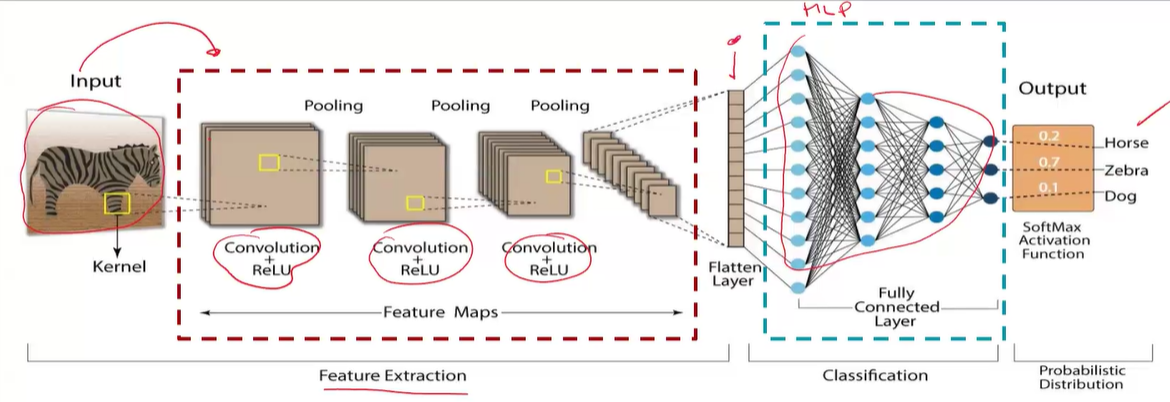 MLP
Input
Output
Pooling
Pooling
Pooling
0.2
Horse
0.7
Zebra
0.1
Dog
Kernel
Convolution
+
ReLU
Convolution
+
ReLU
Convolution
+
ReLU
Flatten
Layer
SoftMax
Activation
Function
Feature Maps
Fully
Connected
Layer
Feature Extraction
Classification
Probabilistic
Distribution